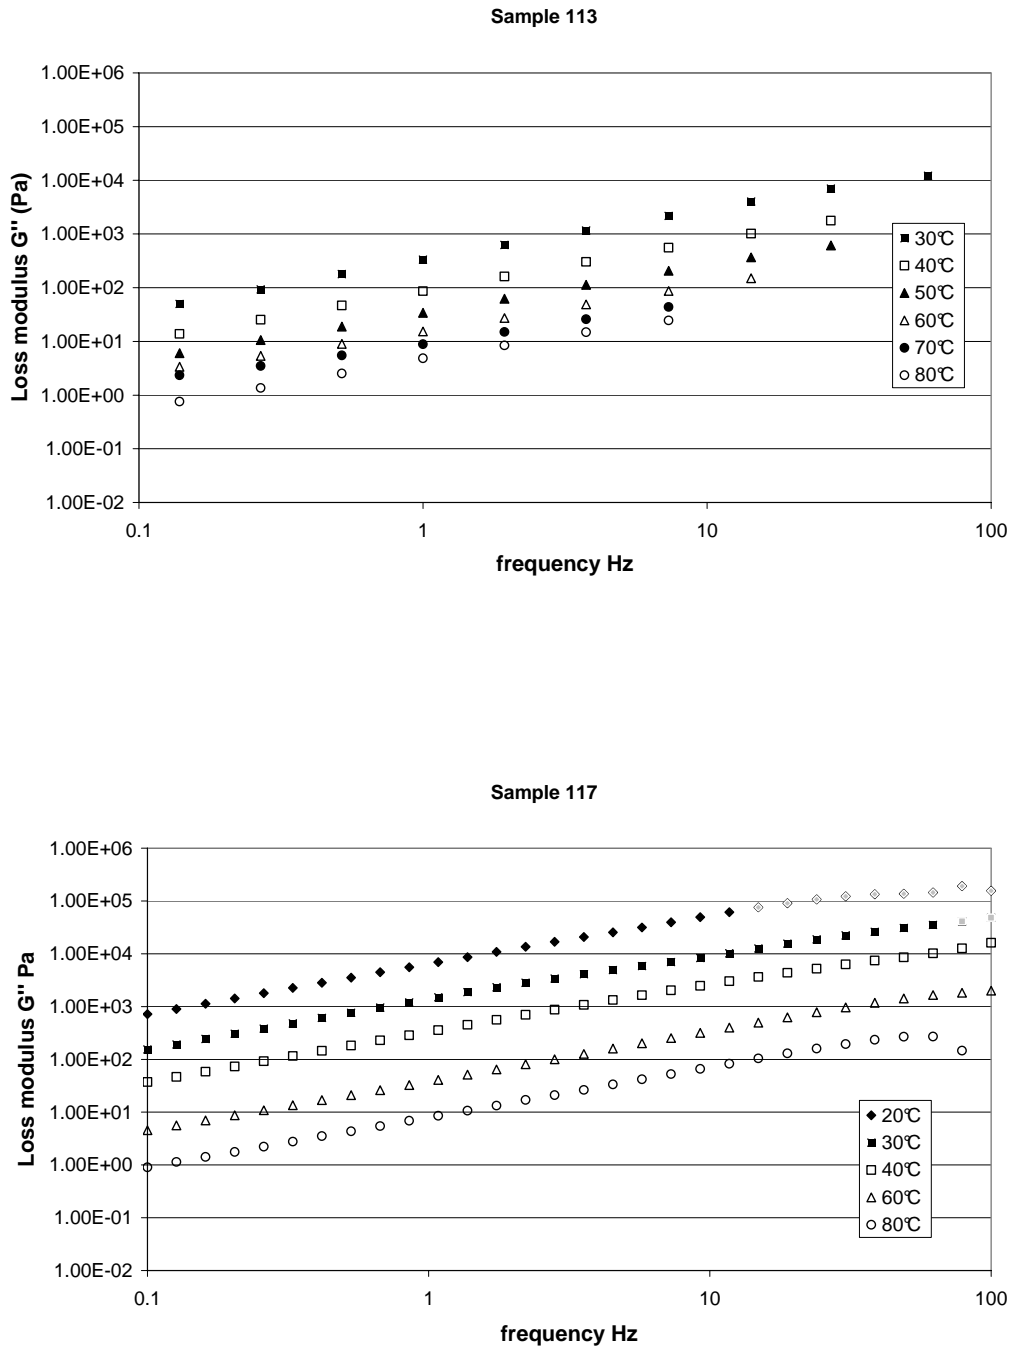 Sample 113
1.00E+06
1.00E+05
1.00E+04
1.00E+03
1.00E+02
1.00E+01
1.00E+00
1.00E-01
1.00E-02
Loss modulus G'' (Pa)
0.1 1 10 100
frequency Hz
30°C
40°C
50°C
60°C
70°C
80°C
Sample 117
1.00E+06
1.00E+05
1.00E+04
1.00E+03
1.00E+02
1.00E+01
1.00E+00
1.00E-01
1.00E-02
Loss modulus G'' Pa
0.1 1 10 100
frequency Hz
20°C
30°C
40°C
60°C
80°C